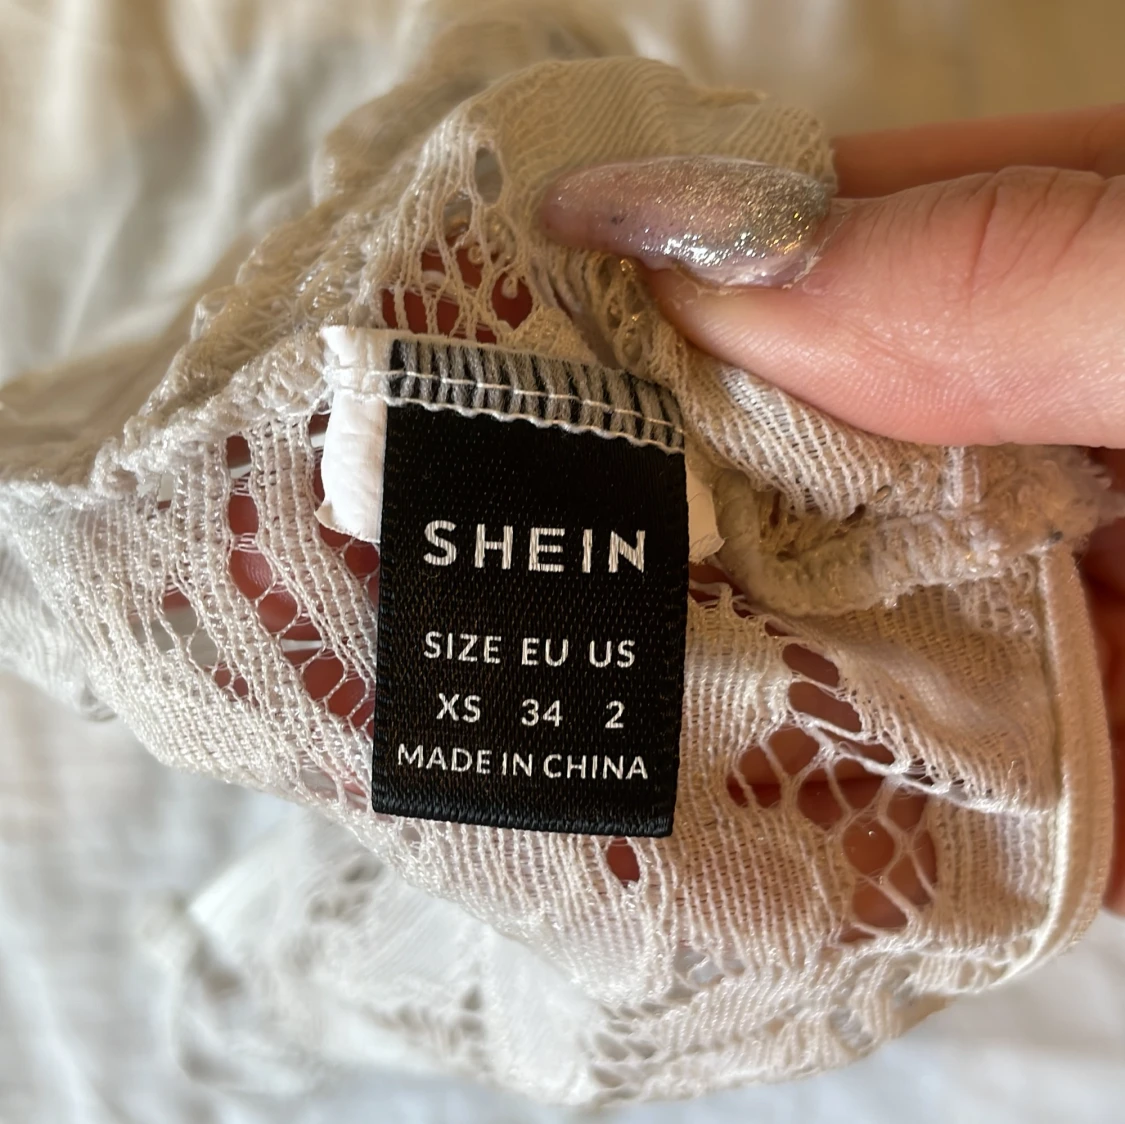 SHEIN
SIZE EU US
XS 34 2
MADE IN CHINA